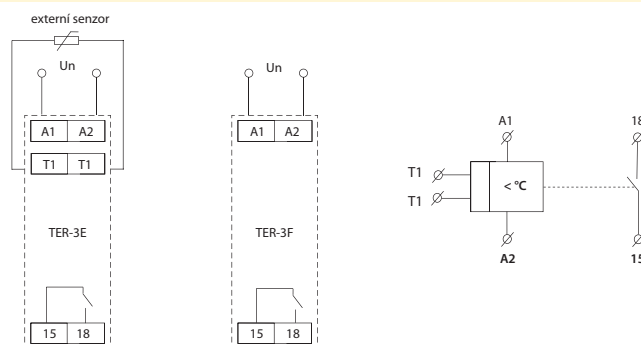 externí senzor
Un
A1 A2
T1 T1
TER-3E
15 18
Un
A1 A2
TER-3F
15 18
A1
18
T1
T1
< °C
A2
15